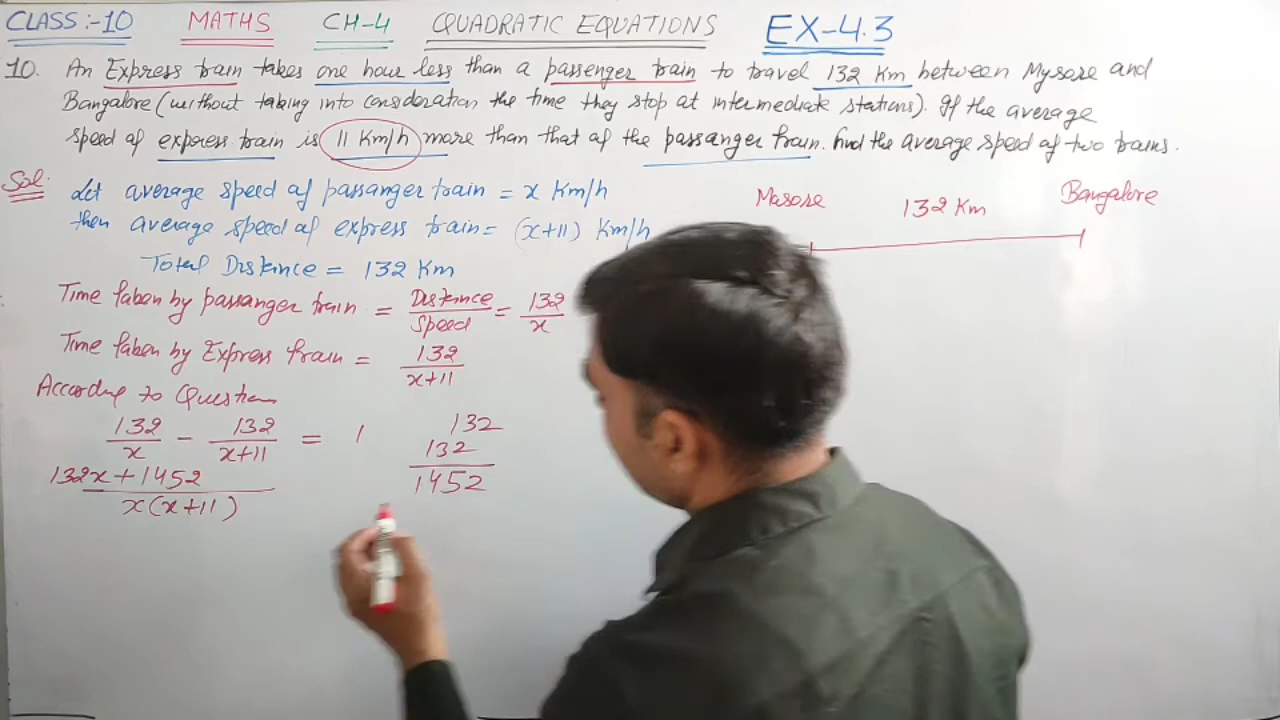 CLASS:-10 MATHS CH-4 QUADRATIC EQUATIONS EX-4.3
10. An Express train takes one hour less than a passenger train to travel 132 Km between Mysore and
Bangalore (without taking into consideration the time they stop at intermediate stations). If the average
speed of express train is 11 Km/h more than that of the passanger train. find the average speed of two trains.
Sol. Let average speed of passanger train = x Km/h
then average speed of express train = (x+11) Km/h
Masore 132 Km Bangalore
Total Distance = 132 Km
Time taken by passanger train = Distance/Speed = 132/x
Time taken by Express train = 132/x+11
According to Question
132/x - 132/x+11 = 1
132x + 1452
x(x+11)
132
132
1452